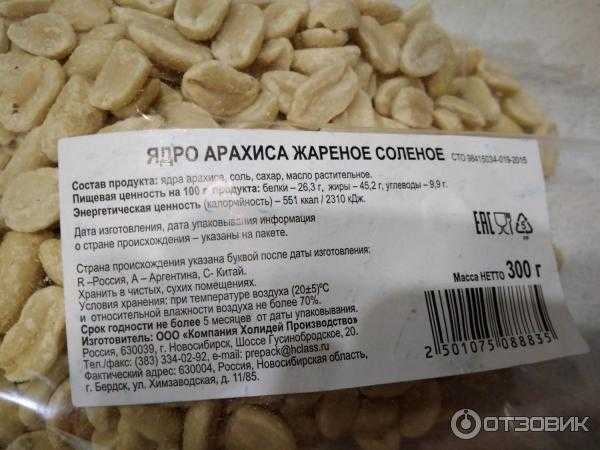 ЯДРО АРАХИСА ЖАРЕНОЕ СОЛЕНОЕ СТО 98415034-019-2015
Состав продукта: ядра арахиса, соль, сахар, масло растительное.
Пищевая ценность на 100 г продукта: белки – 26,3 г, жиры – 45,2 г, углеводы – 9,9 г.
Энергетическая ценность (калорийность) – 551 ккал / 2310 кДж.
Дата изготовления, дата упаковывания информация
о стране происхождения – указаны на пакете.
Страна происхождения указана буквой после даты изготовления:
R –Россия, А – Аргентина, С- Китай.
Хранить в чистых, сухих помещениях.
Условия хранения: при температуре воздуха (20±5)ºС
и относительной влажности воздуха не более 70%.
Срок годности не более 5 месяцев от даты упаковывания.
Изготовитель: ООО «Компания Холидей Производство»
Россия, 630039, г. Новосибирск, Шоссе Гусинобродское, 20.
Тел./факс: (383) 334-02-92, e-mail: prepack@hclass.ru
Фактический адрес: 630004, Россия, Новосибирская область,
г. Бердск, ул. Химзаводская, д. 11/85.
EAC
Масса НЕТТО 300 г
2 501075 088835
ОТЗОВИК